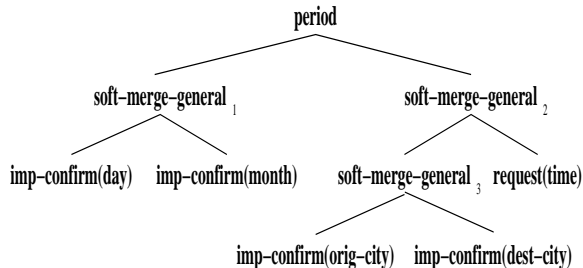 period
soft-merge-general 1 soft-merge-general 2
imp-confirm(day) imp-confirm(month) soft-merge-general 3 request(time)
imp-confirm(orig-city) imp-confirm(dest-city)